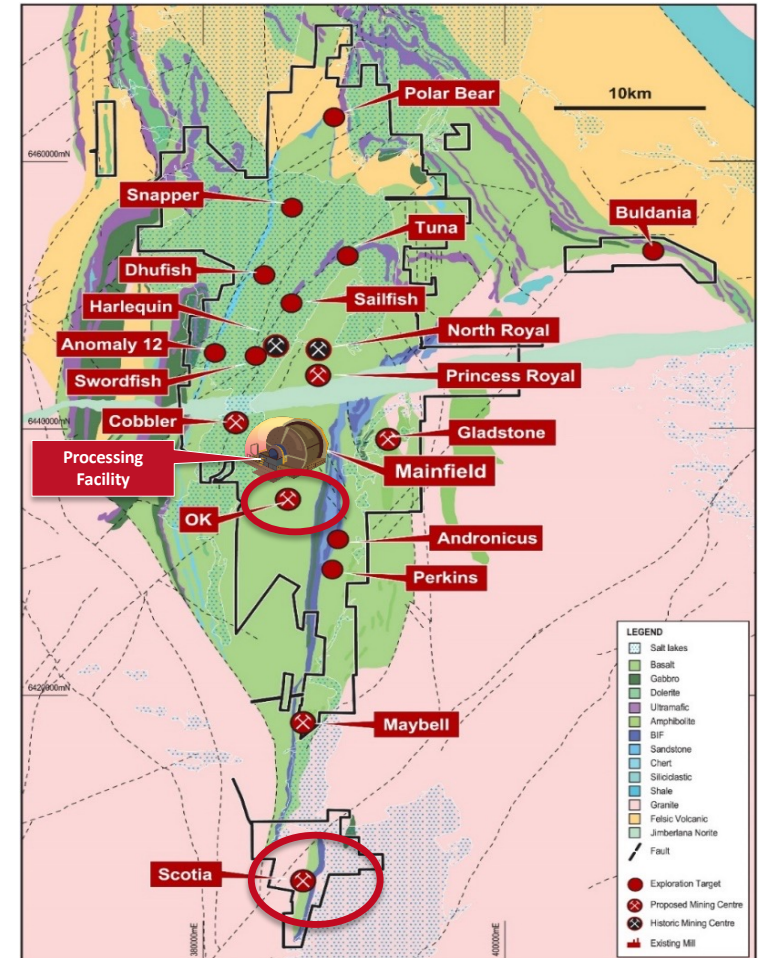 Polar Bear
10km
6460000mN
Snapper
Buldania
Tuna
Dhufish
Sailfish
Harlequin
North Royal
Anomaly 12
Swordfish
Princess Royal
Cobbler
6440000mN
Gladstone
Processing
Facility
Mainfield
OK
Andronicus
Perkins
6420000mN
Maybell
Scotia
380000mE
400000mE
LEGEND
Salt lakes
Basalt
Gabbro
Dolerite
Ultramafic
Amphibolite
BIF
Sandstone
Chert
Siliciclastic
Shale
Granite
Felsic Volcanic
Jimberlana Norite
Fault
Exploration Target
Proposed Mining Centre
Historic Mining Centre
Existing Mill